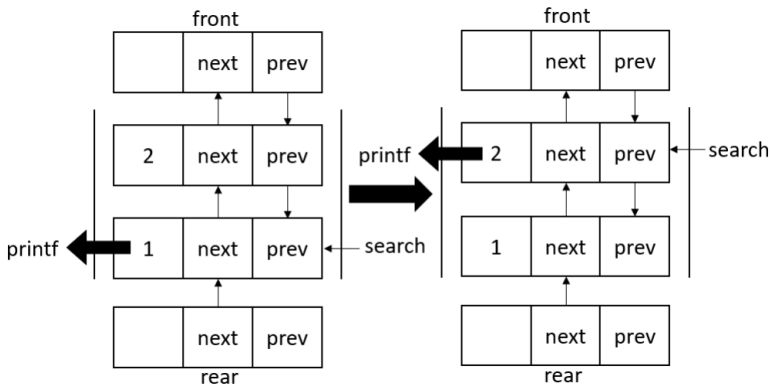 front
next prev
2 next prev
printf 1 next prev search
next prev
rear
front
next prev
printf 2 next prev search
1 next prev
next prev
rear